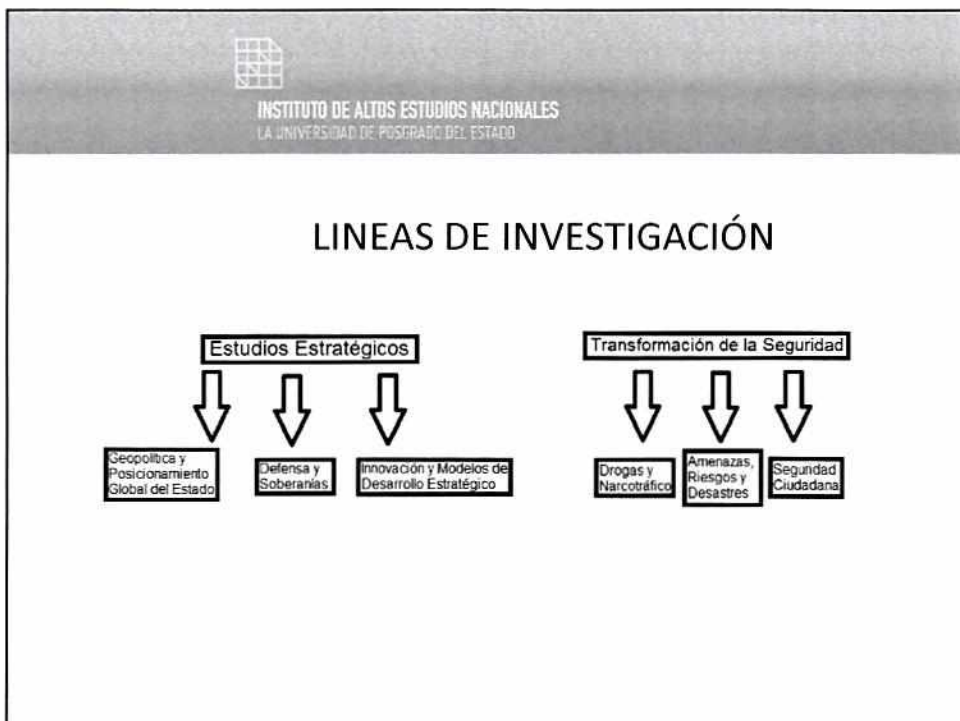 INSTITUTO DE ALTOS ESTUDIOS NACIONALES
LA UNIVERSIDAD DE POSGRADO DEL ESTADO
LINEAS DE INVESTIGACIÓN
Estudios Estratégicos
Geopolítica y
Posicionamiento
Global del Estado
Defensa y
Soberanías
Innovación y Modelos de
Desarrollo Estratégico
Transformación de la Seguridad
Drogas y
Narcotráfico
Amenazas,
Riesgos y
Desastres
Seguridad
Ciudadana